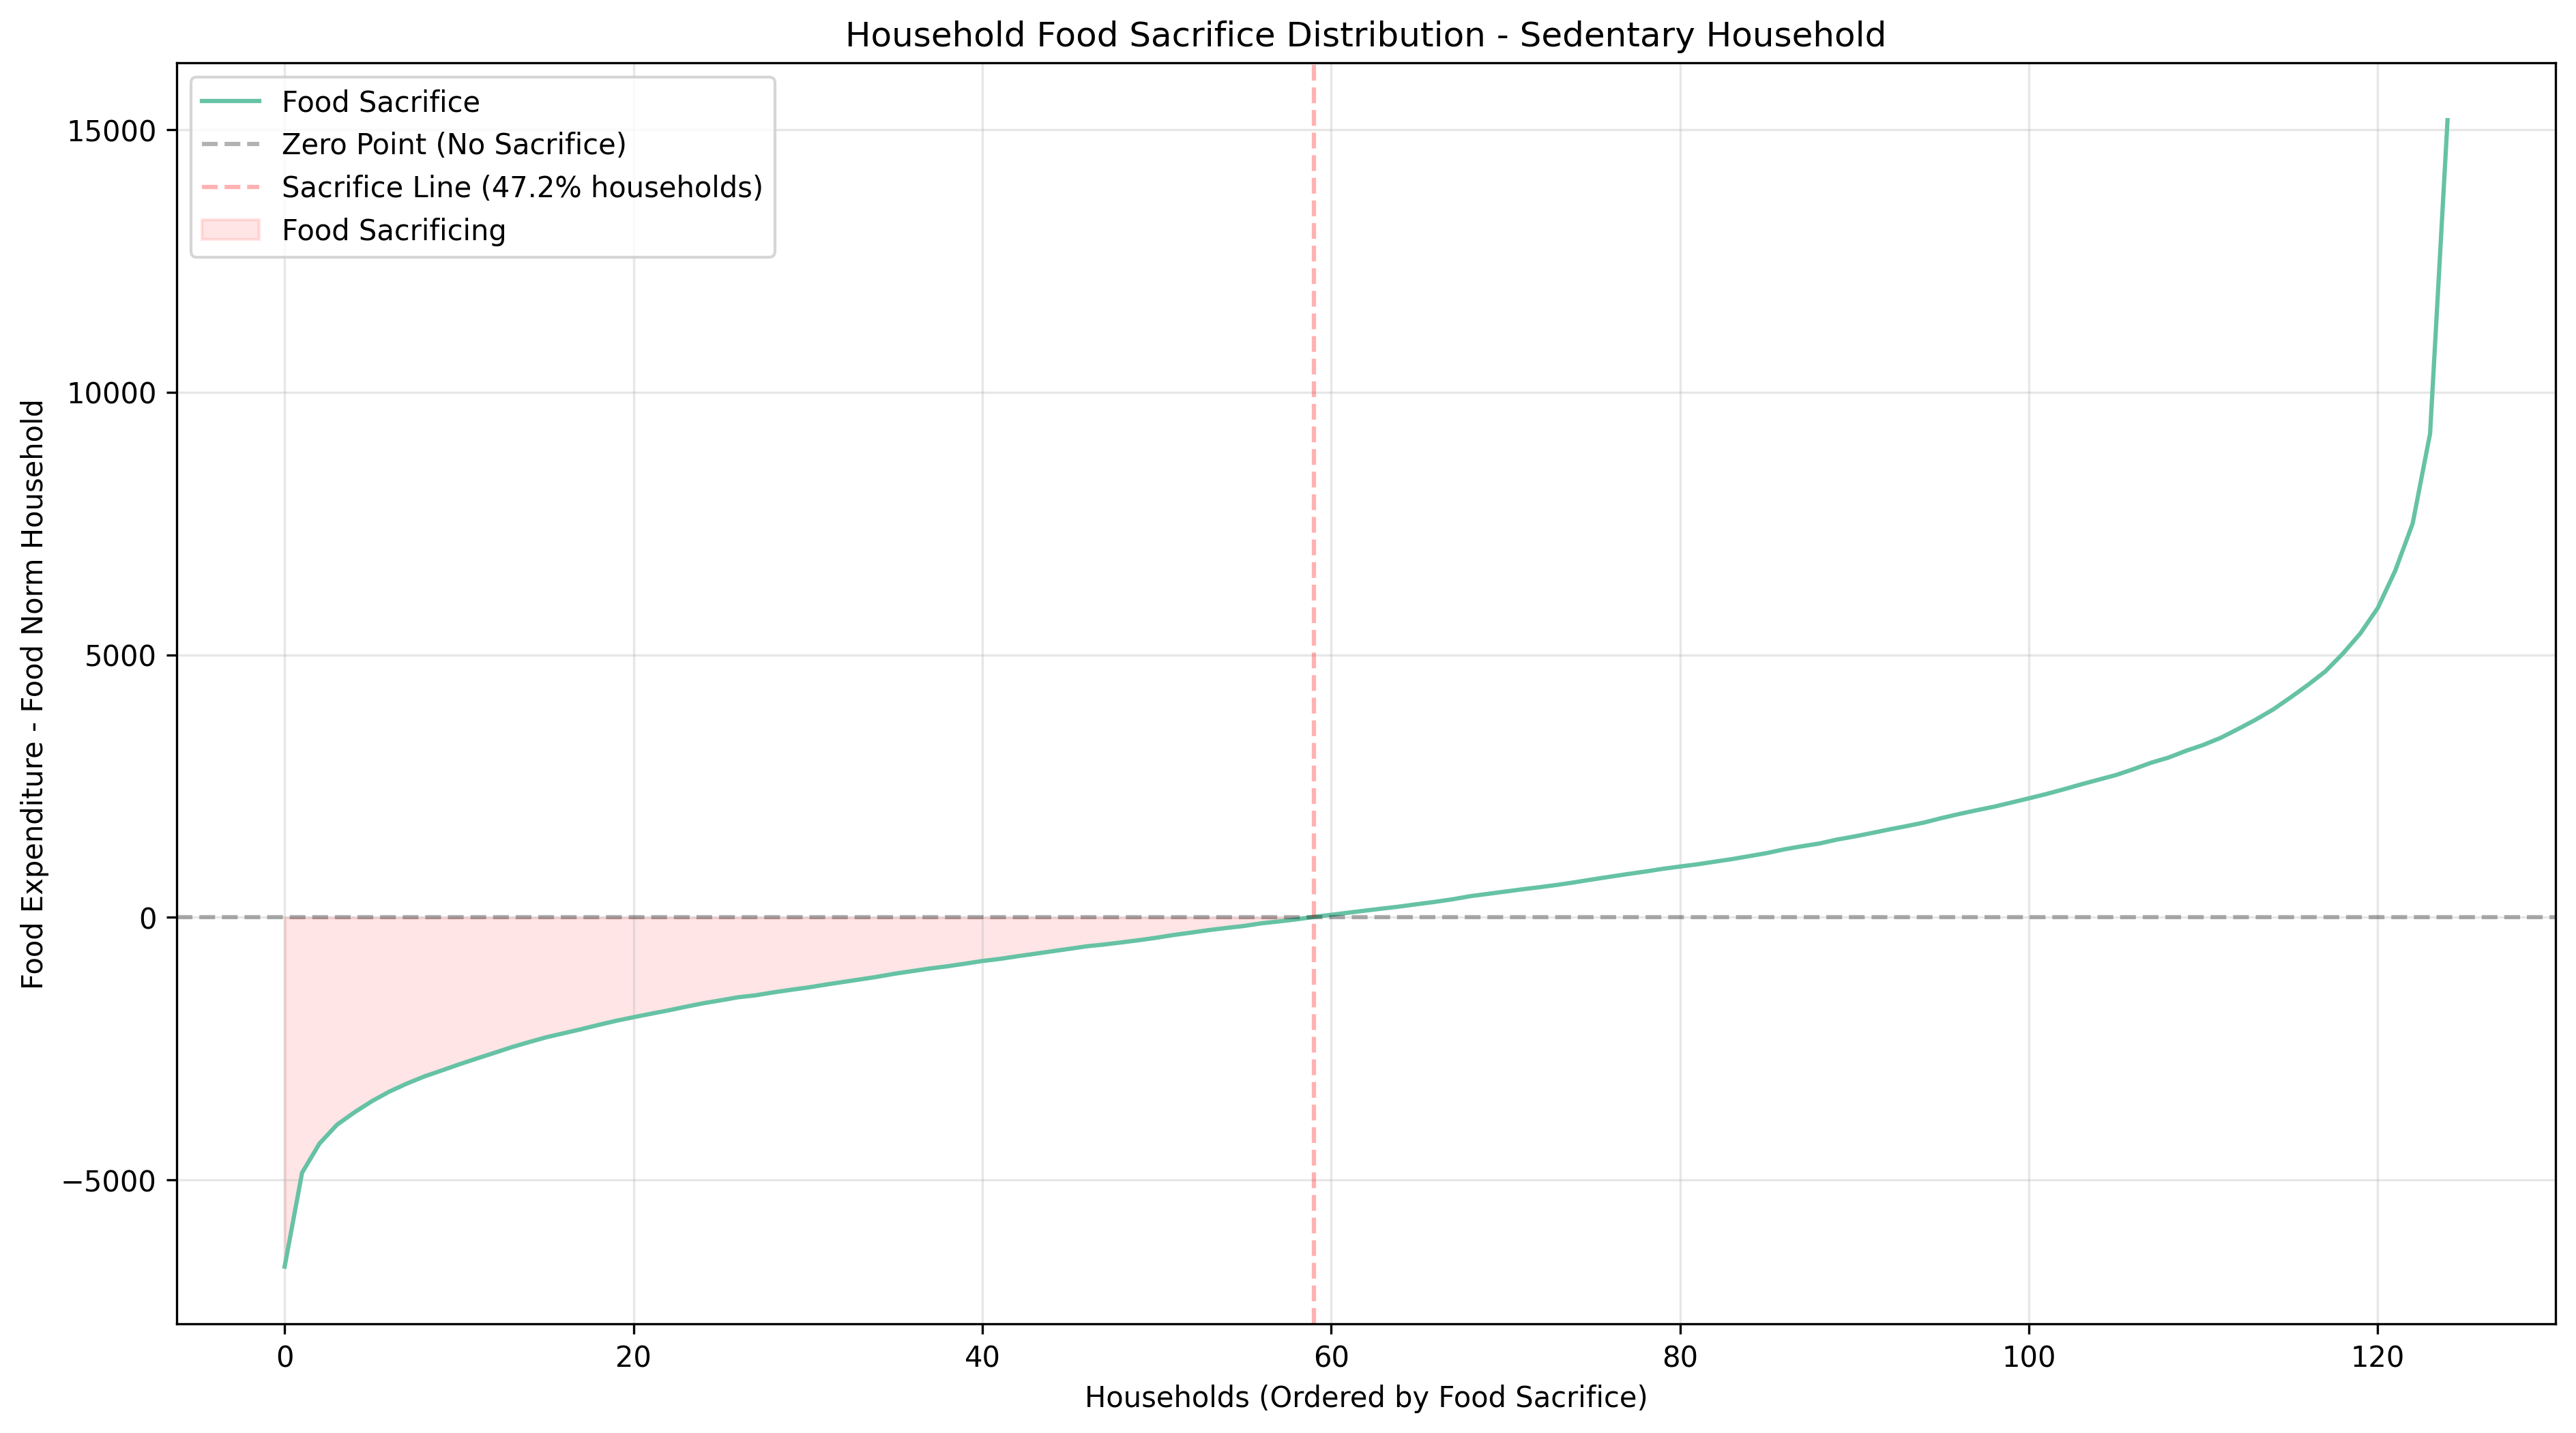 Household Food Sacrifice Distribution - Sedentary Household
Food Sacrifice
Zero Point (No Sacrifice)
Sacrifice Line (47.2% households)
Food Sacrificing
15000
10000
5000
0
−5000
Food Expenditure - Food Norm Household
0 20 40 60 80 100 120
Households (Ordered by Food Sacrifice)